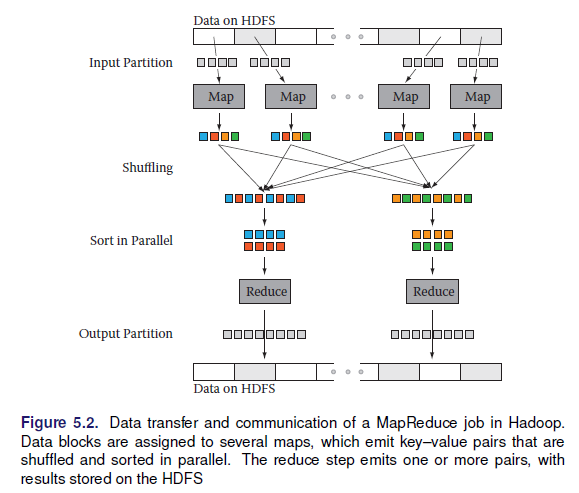 Data on HDFS
Input Partition
Map Map Map Map
Shuffling
Sort in Parallel
Reduce Reduce
Output Partition
Data on HDFS
Figure 5.2. Data transfer and communication of a MapReduce job in Hadoop.
Data blocks are assigned to several maps, which emit key–value pairs that are
shuffled and sorted in parallel. The reduce step emits one or more pairs, with
results stored on the HDFS